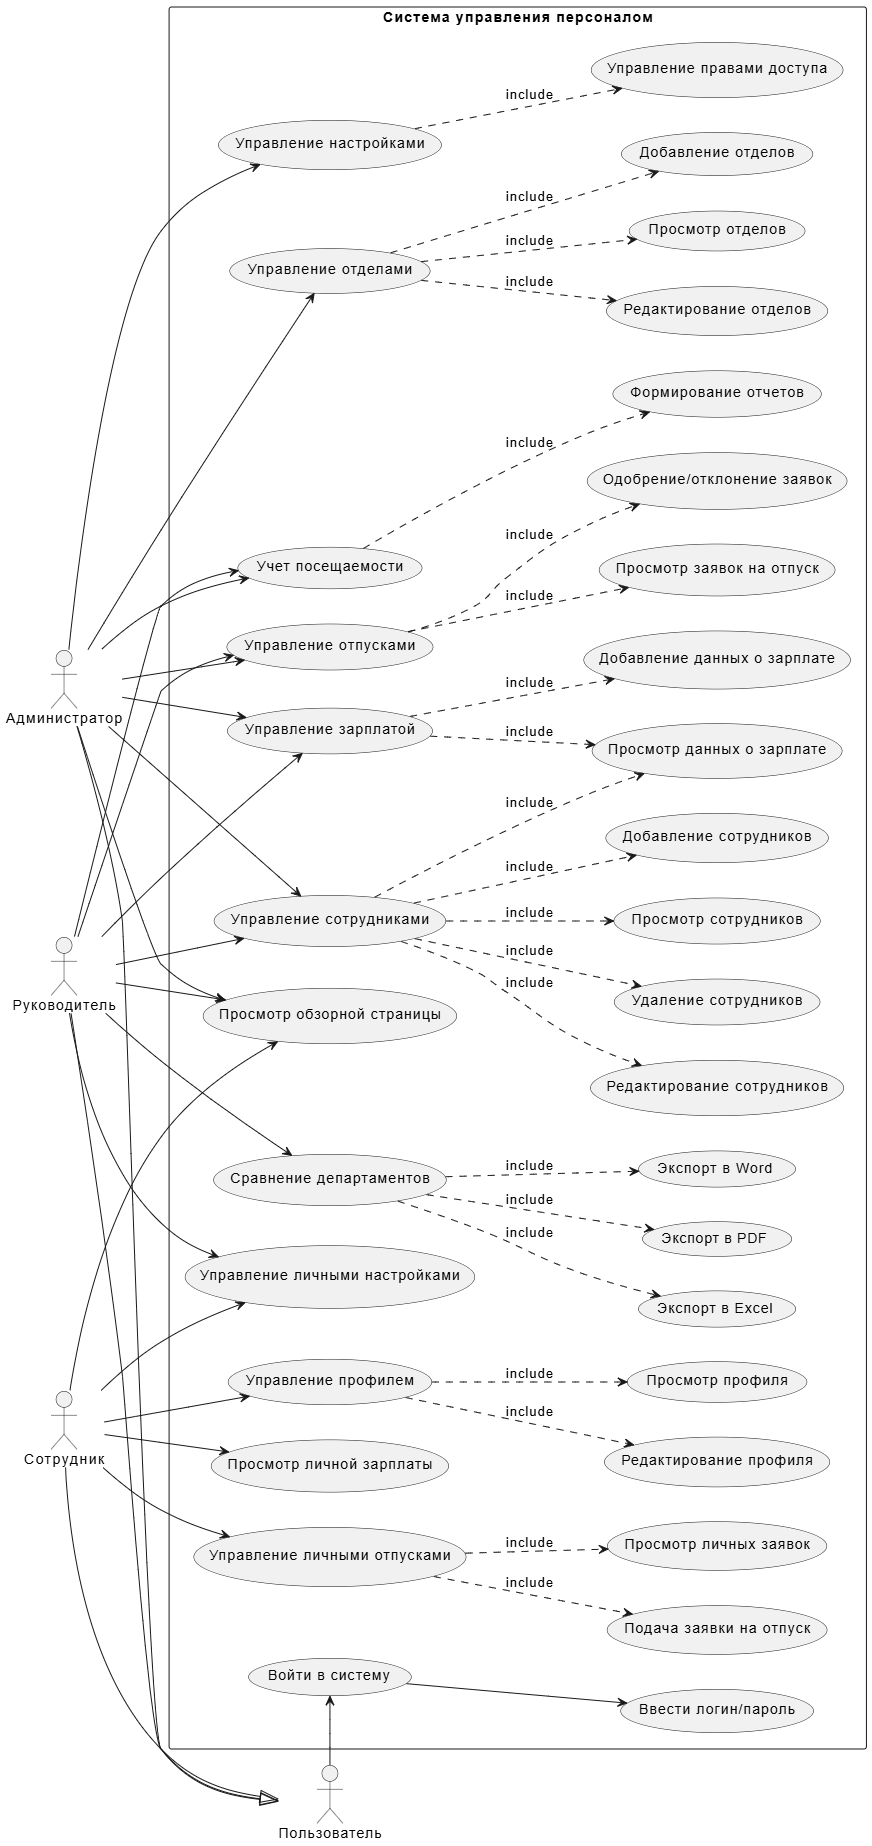 Система управления персоналом
Управление правами доступа
include
Управление настройками
Добавление отделов
include
Просмотр отделов
include
Управление отделами
include
Редактирование отделов
Формирование отчетов
include
Одобрение/отклонение заявок
include
Учет посещаемости
Просмотр заявок на отпуск
include
Управление отпусками
Добавление данных о зарплате
include
Администратор
Управление зарплатой
include
Просмотр данных о зарплате
include
Добавление сотрудников
include
Управление сотрудниками
include
Просмотр сотрудников
include
include
Удаление сотрудников
Руководитель
Просмотр обзорной страницы
Редактирование сотрудников
include
Экспорт в Word
Сравнение департаментов
include
include
Экспорт в PDF
Управление личными настройками
Экспорт в Excel
include
Управление профилем
Просмотр профиля
include
Сотрудник
Просмотр личной зарплаты
Редактирование профиля
include
Просмотр личных заявок
Управление личными отпусками
include
Подача заявки на отпуск
Войти в систему
Ввести логин/пароль
Пользователь